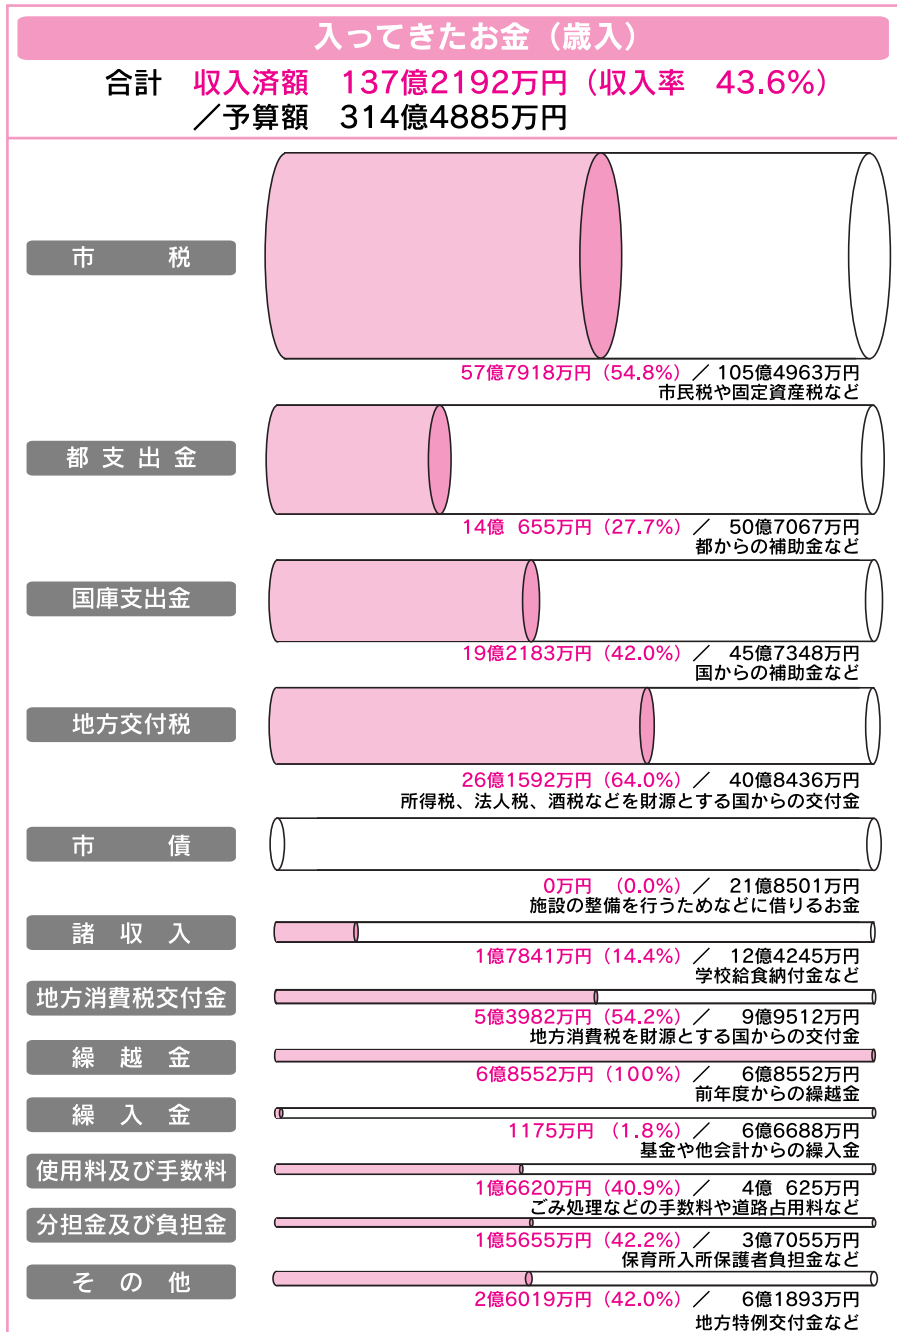 入ってきたお金（歳入）
合計　収入済額　137億2192万円（収入率　43.6%）
／予算額　314億4885万円
市　　税
57億7918万円（54.8%）／ 105億4963万円
市民税や固定資産税など
都支出金
14億 655万円（27.7%）／ 50億7067万円
都からの補助金など
国庫支出金
19億2183万円（42.0%）／ 45億7348万円
国からの補助金など
地方交付税
26億1592万円（64.0%）／ 40億8436万円
所得税、法人税、酒税などを財源とする国からの交付金
市　　債
0万円 （0.0%）／ 21億8501万円
施設の整備を行うためなどに借りるお金
諸収入
1億7841万円（14.4%）／ 12億4245万円
学校給食納付金など
地方消費税交付金
5億3982万円（54.2%）／ 9億9512万円
地方消費税を財源とする国からの交付金
繰越金
6億8552万円（100%）／ 6億8552万円
前年度からの繰越金
繰入金
1175万円 （1.8%）／ 6億6688万円
基金や他会計からの繰入金
使用料及び手数料
1億6620万円（40.9%）／ 4億 625万円
ごみ処理などの手数料や道路占用料など
分担金及び負担金
1億5655万円（42.2%）／ 3億7055万円
保育所入所保護者負担金など
その他
2億6019万円（42.0%）／ 6億1893万円
地方特例交付金など